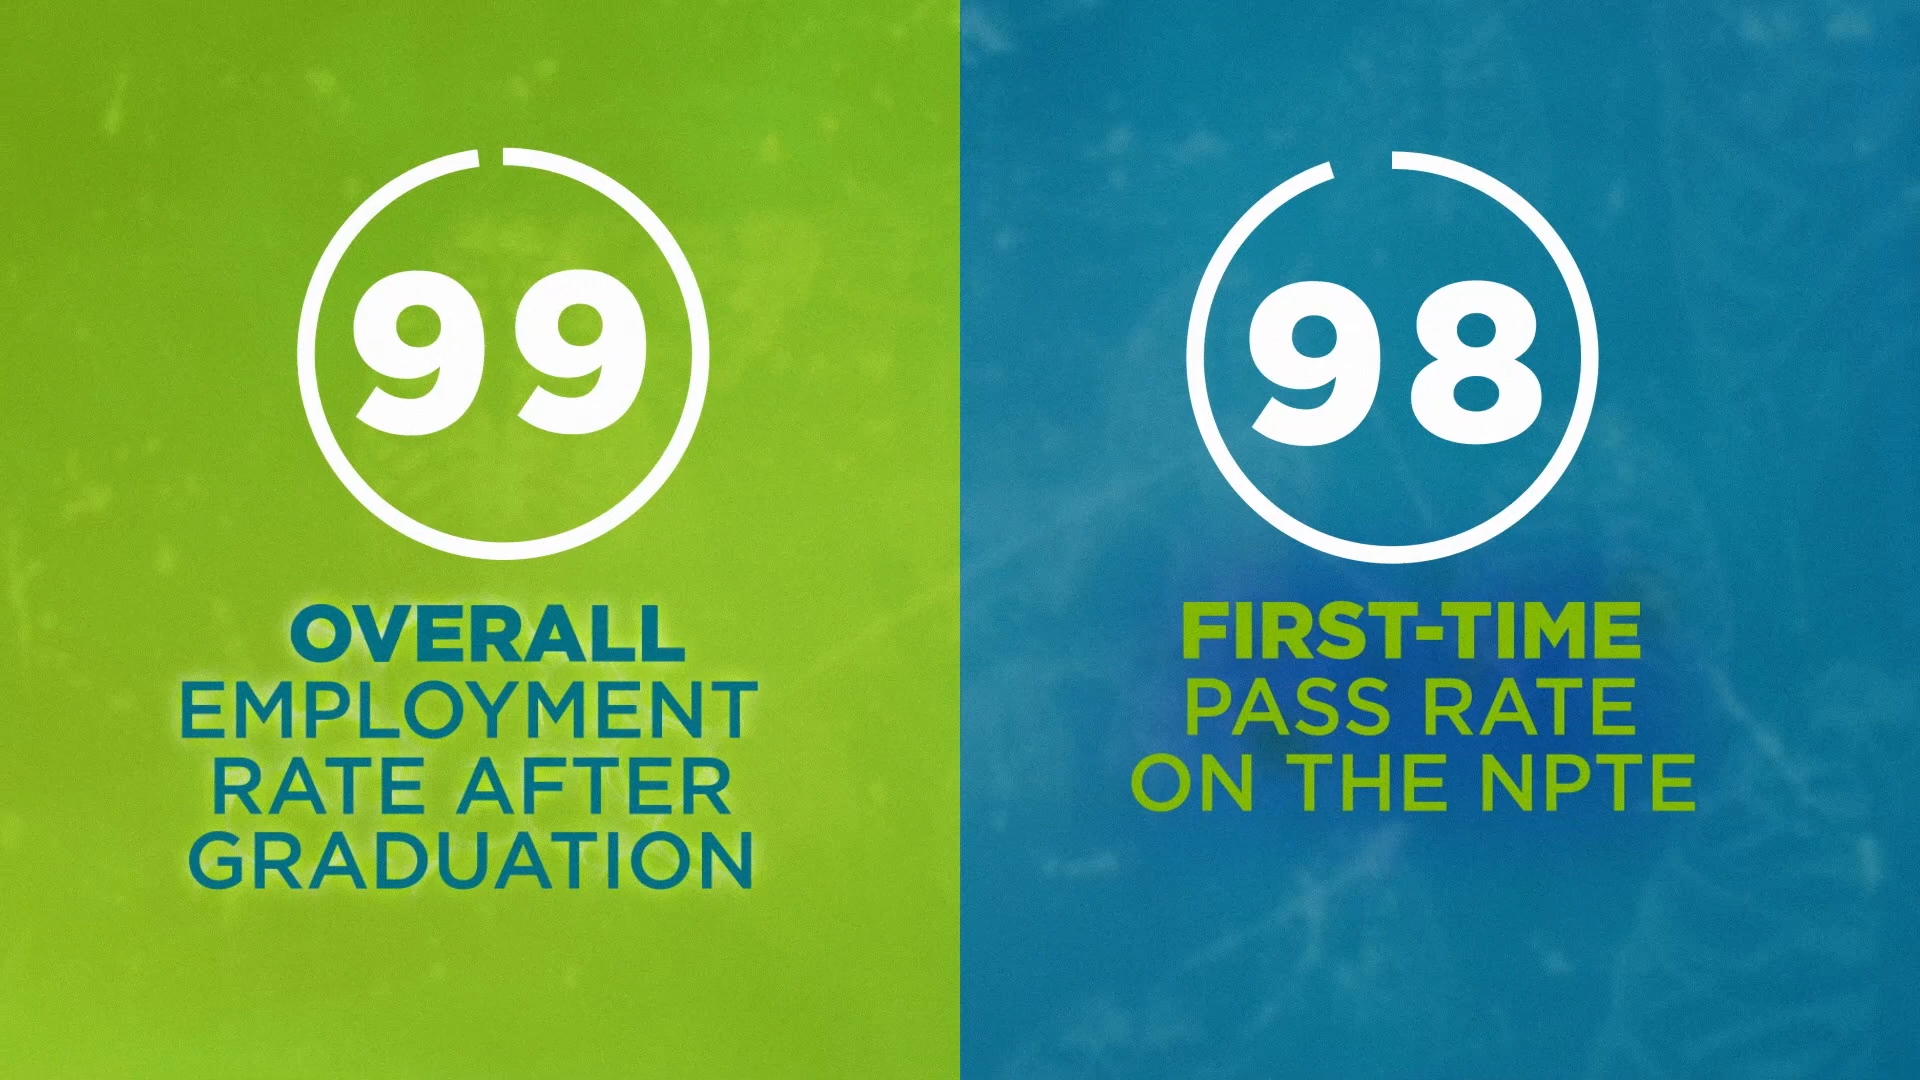 99
OVERALL
EMPLOYMENT
RATE AFTER
GRADUATION
98
FIRST-TIME
PASS RATE
ON THE NPTE